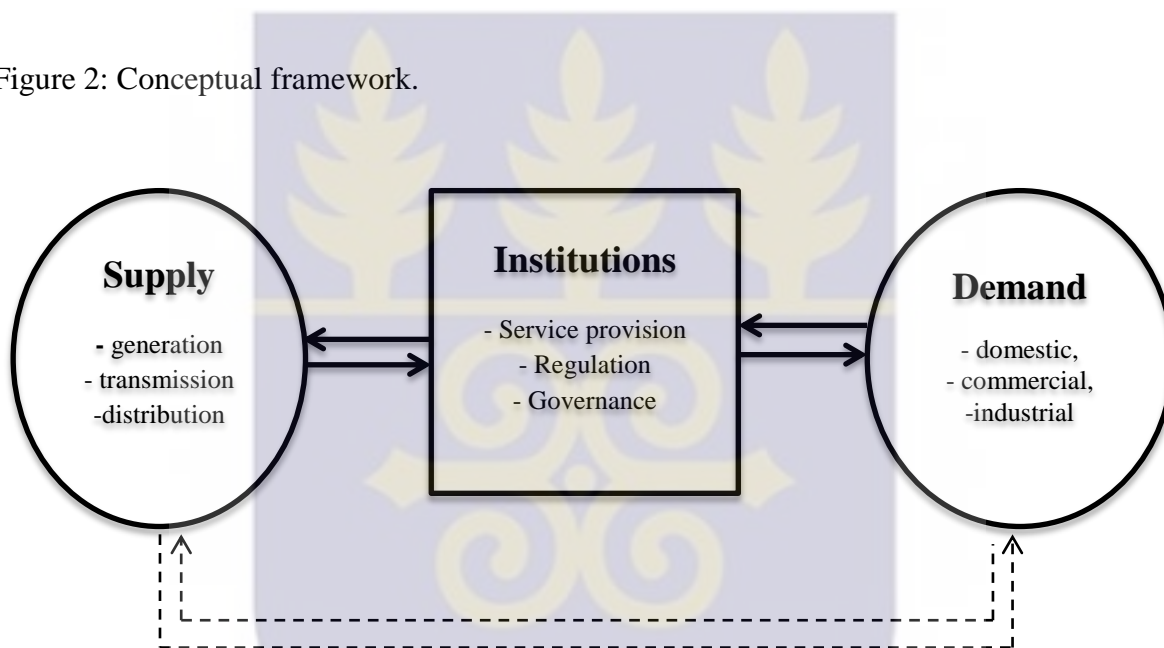 Figure 2: Conceptual framework.
Supply
- generation
- transmission
-distribution
Institutions
- Service provision
- Regulation
- Governance
Demand
- domestic,
- commercial,
-industrial